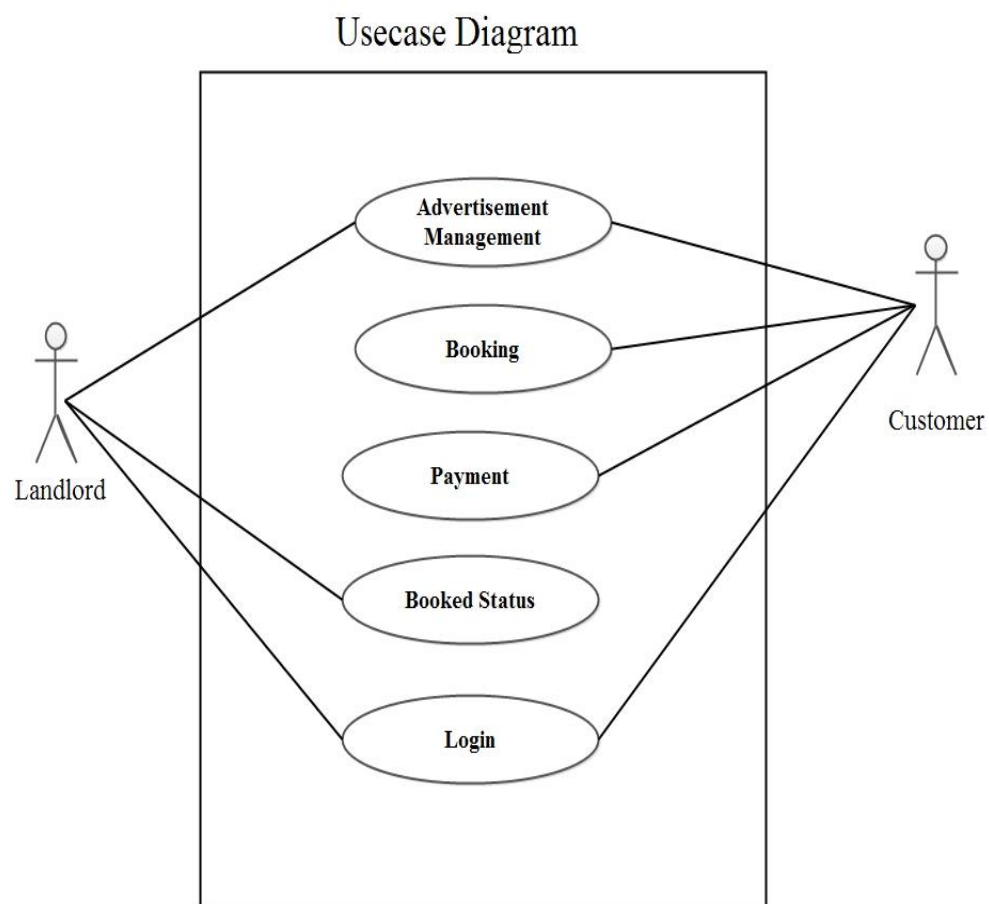 Usecase Diagram
Advertisement
Management
Booking
Customer
Payment
Landlord
Booked Status
Login